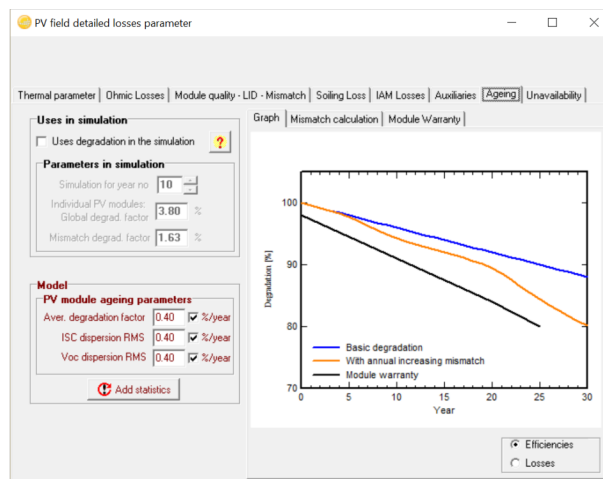 PV field detailed losses parameter
Thermal parameter Ohmic Losses Module quality - LID - Mismatch Soiling Loss IAM Losses Auxiliaries Ageing Unavailability
Uses in simulation
Uses degradation in the simulation ?
Parameters in simulation
Simulation for year no 10
Individual PV modules:
Global degrad. factor 3.80 %
Mismatch degrad. factor 1.63 %
Model
PV module ageing parameters
Aver. degradation factor 0.40 %/year
ISC dispersion RMS 0.40 %/year
Voc dispersion RMS 0.40 %/year
Add statistics
Graph Mismatch calculation Module Warranty
100
90
80
70
Degradation [%]
Basic degradation
With annual increasing mismatch
Module warranty
0 5 10 15 20 25 30
Year
Efficiencies
Losses